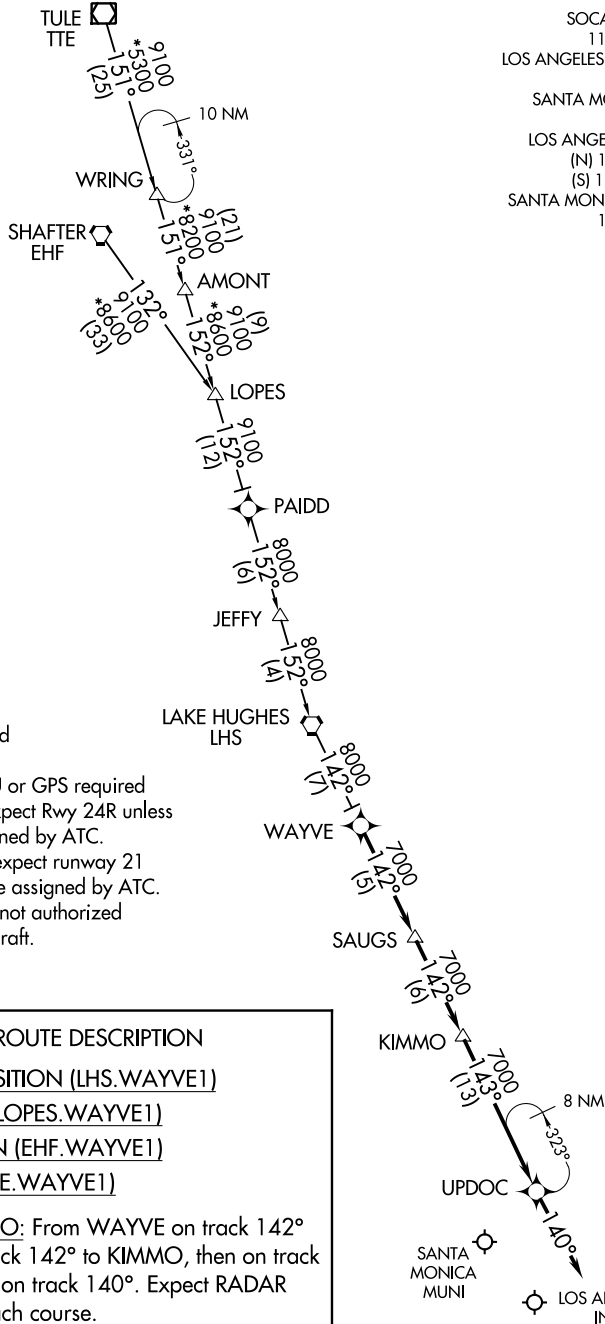 TULE
TTE
9100
*5300
151°
(25)
10 NM
331°
WRING
SHAFTER
EHF
(21)
9100
*8200
151°
AMONT
132°
9100
*8600
(33)
(9)
9100
*8600
152°
LOPES
9100
152°
(12)
PAIDD
8000
152°
(6)
JEFFY
8000
152°
(4)
LAKE HUGHES
LHS
8000
142°
(7)
WAYVE
7000
142°
(5)
SAUGS
7000
142°
(6)
KIMMO
7000
143°
(13)
8 NM
323°
UPDOC
140°
SANTA
MONICA
MUNI
LOS A
IN
SOCA
11
LOS ANGELES
SANTA MO
LOS ANGE
(N) 1
(S) 1
SANTA MON
1
d
or GPS required
xpect Rwy 24R unless
ned by ATC.
expect runway 21
e assigned by ATC.
not authorized
raft.
ROUTE DESCRIPTION
SITION (LHS.WAYVE1)
LOPES.WAYVE1)
N (EHF.WAYVE1)
E.WAYVE1)
O: From WAYVE on track 142°
ck 142° to KIMMO, then on track
on track 140°. Expect RADAR
ach course.